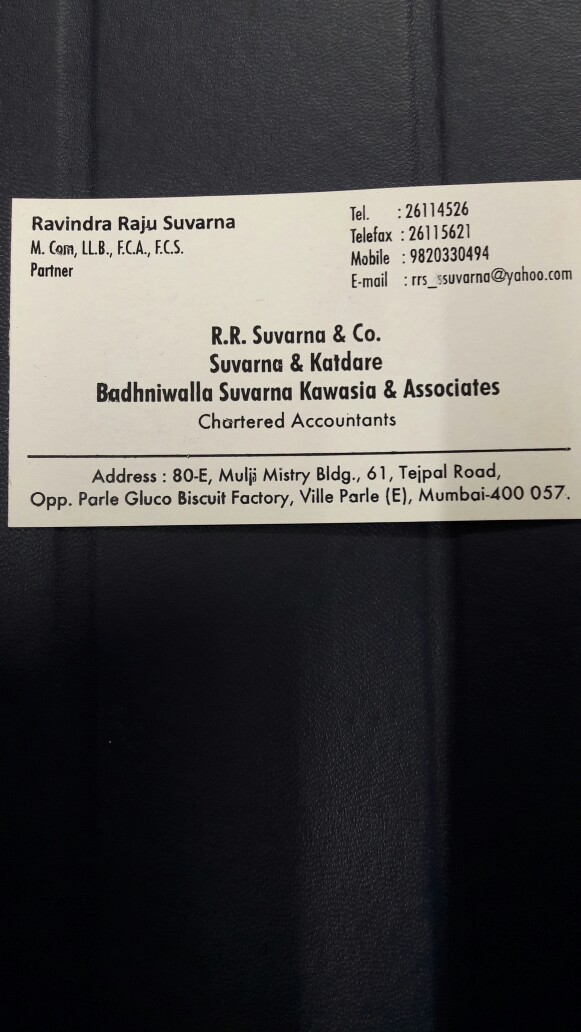 Ravindra Raju Suvarna
M. Com, LL.B., F.C.A., F.C.S.
Partner
Tel. : 26114526
Telefax : 26115621
Mobile : 9820330494
E-mail : rrs_ssuvarna@yahoo.com
R.R. Suvarna & Co.
Suvarna & Katdare
Badhniwalla Suvarna Kawasia & Associates
Chartered Accountants
Address : 80-E, Mulji Mistry Bldg., 61, Tejpal Road,
Opp. Parle Gluco Biscuit Factory, Ville Parle (E), Mumbai-400 057.